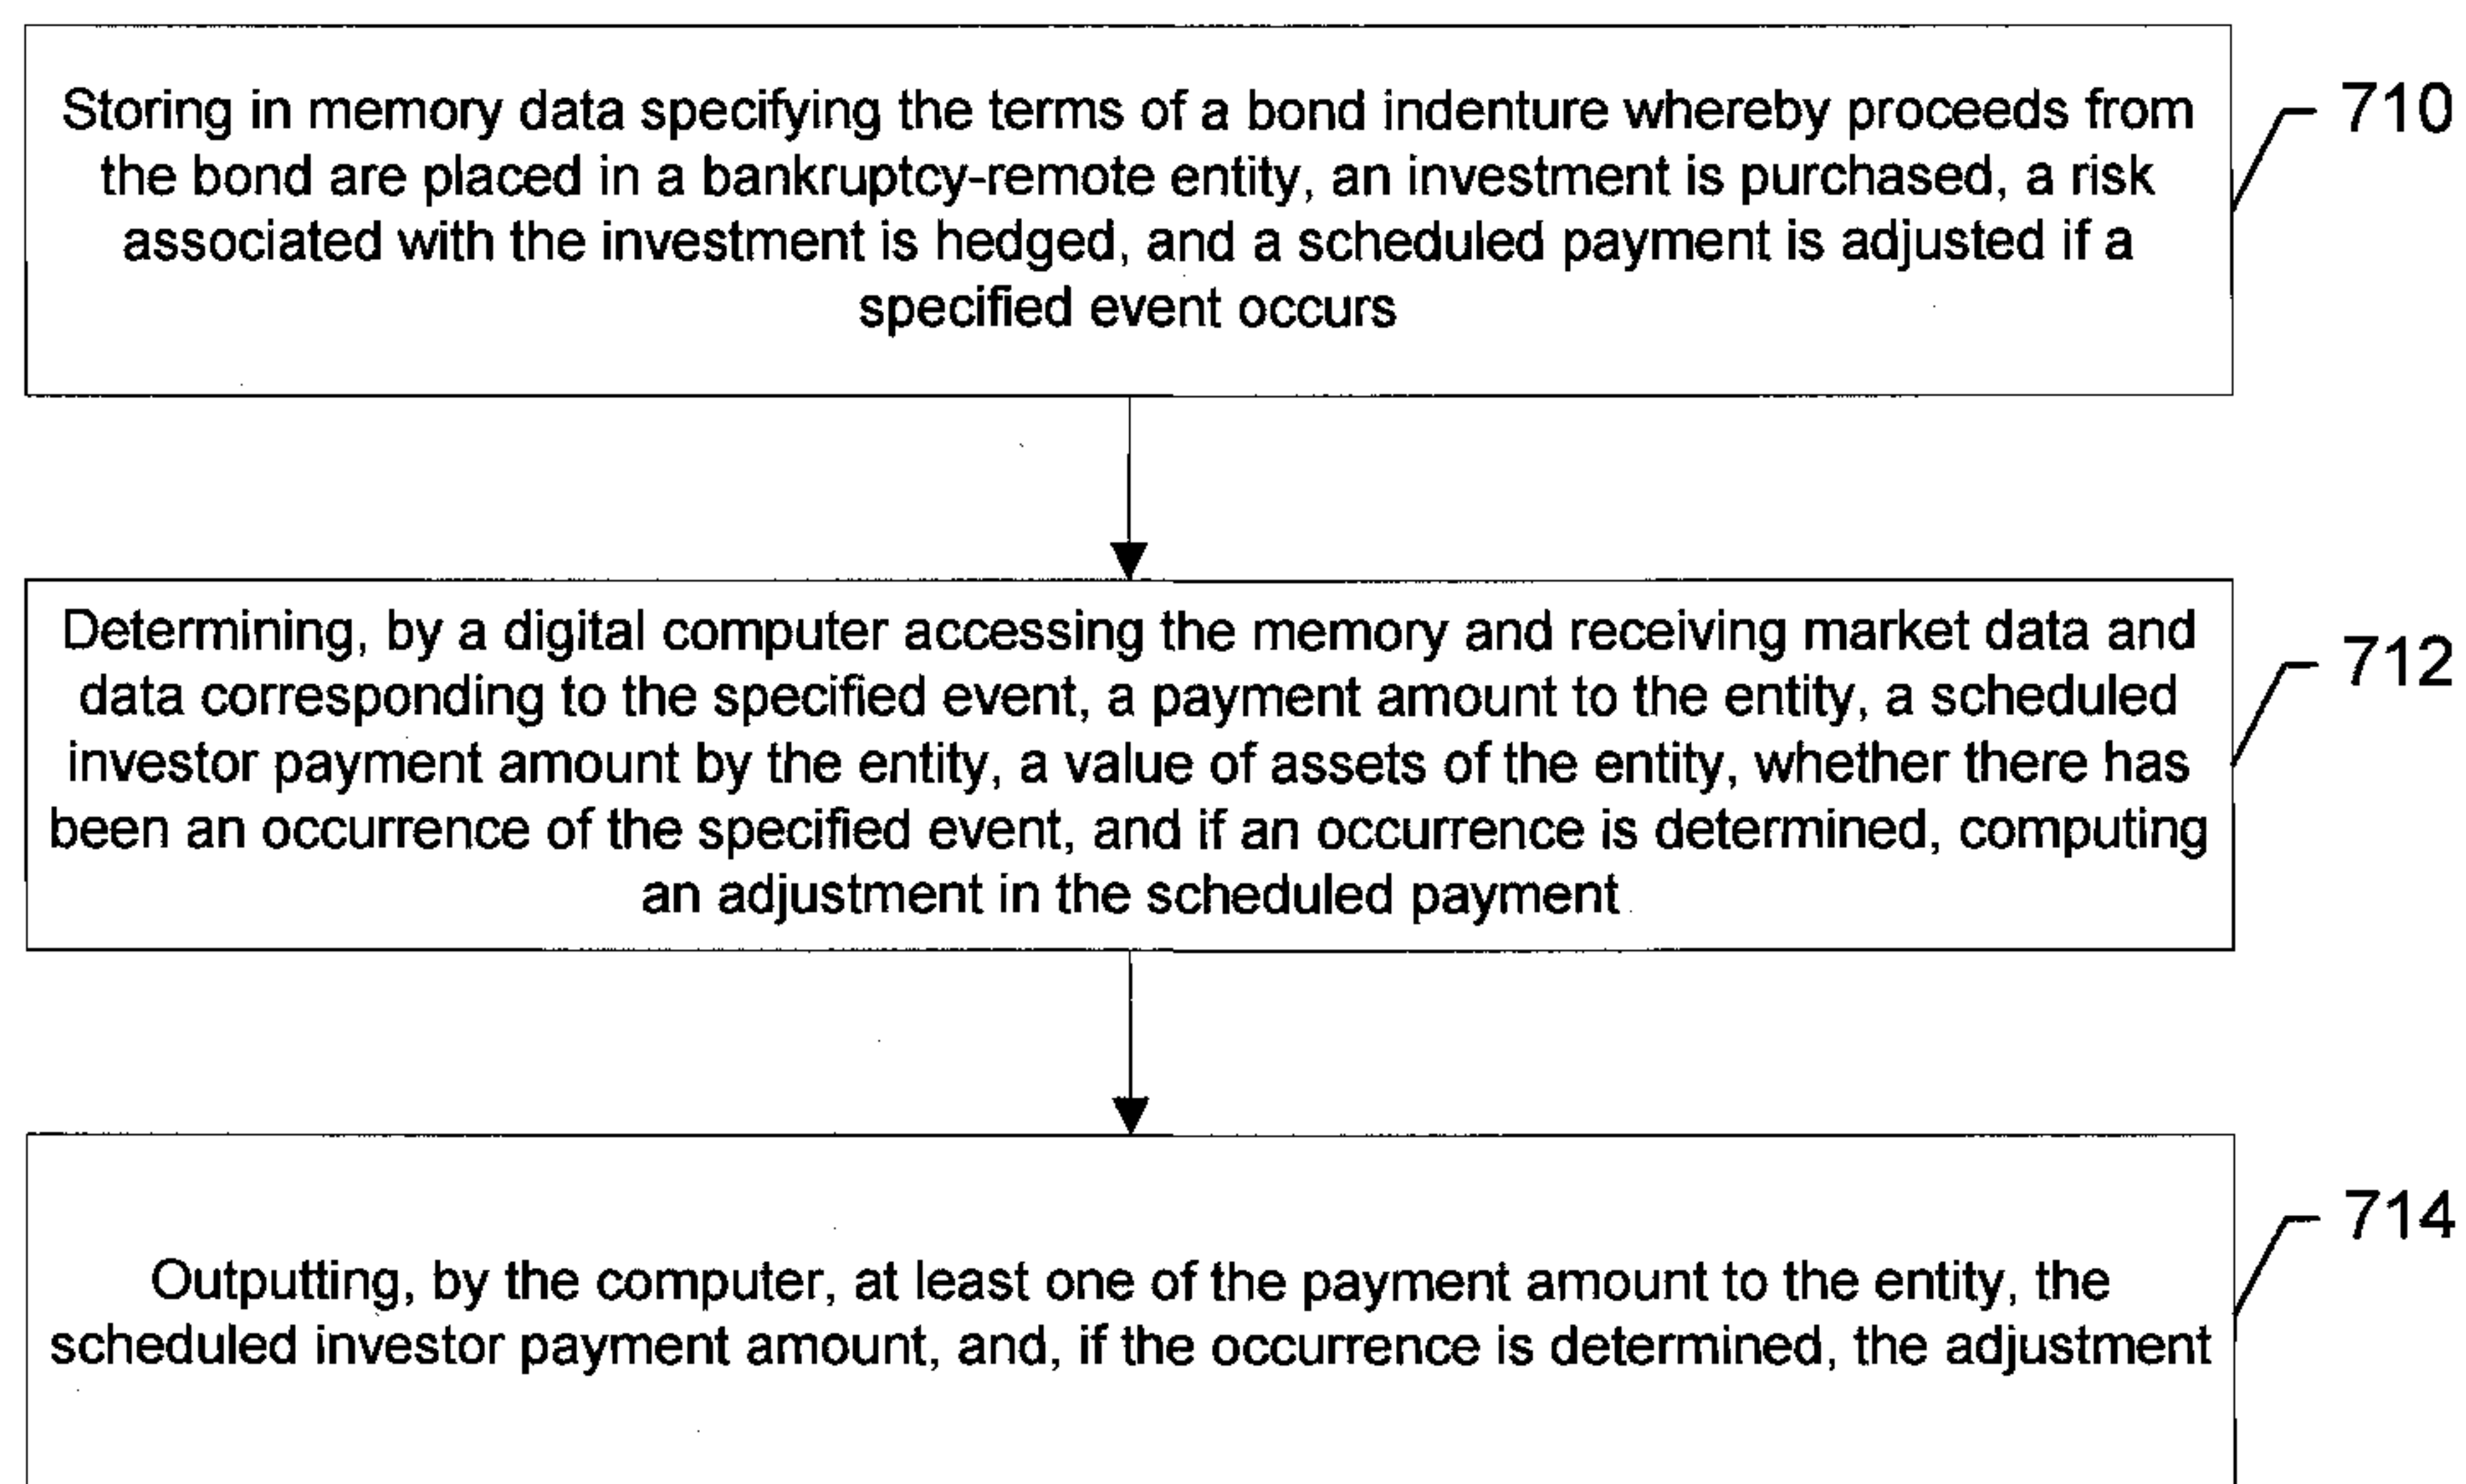 Storing in memory data specifying the terms of a bond indenture whereby proceeds from
the bond are placed in a bankruptcy-remote entity, an investment is purchased, a risk
associated with the investment is hedged, and a scheduled payment is adjusted if a
specified event occurs
710
Determining, by a digital computer accessing the memory and receiving market data and
data corresponding to the specified event, a payment amount to the entity, a scheduled
investor payment amount by the entity, a value of assets of the entity, whether there has
been an occurrence of the specified event, and if an occurrence is determined, computing
an adjustment in the scheduled payment
712
Outputting, by the computer, at least one of the payment amount to the entity, the
scheduled investor payment amount, and, if the occurrence is determined, the adjustment
714